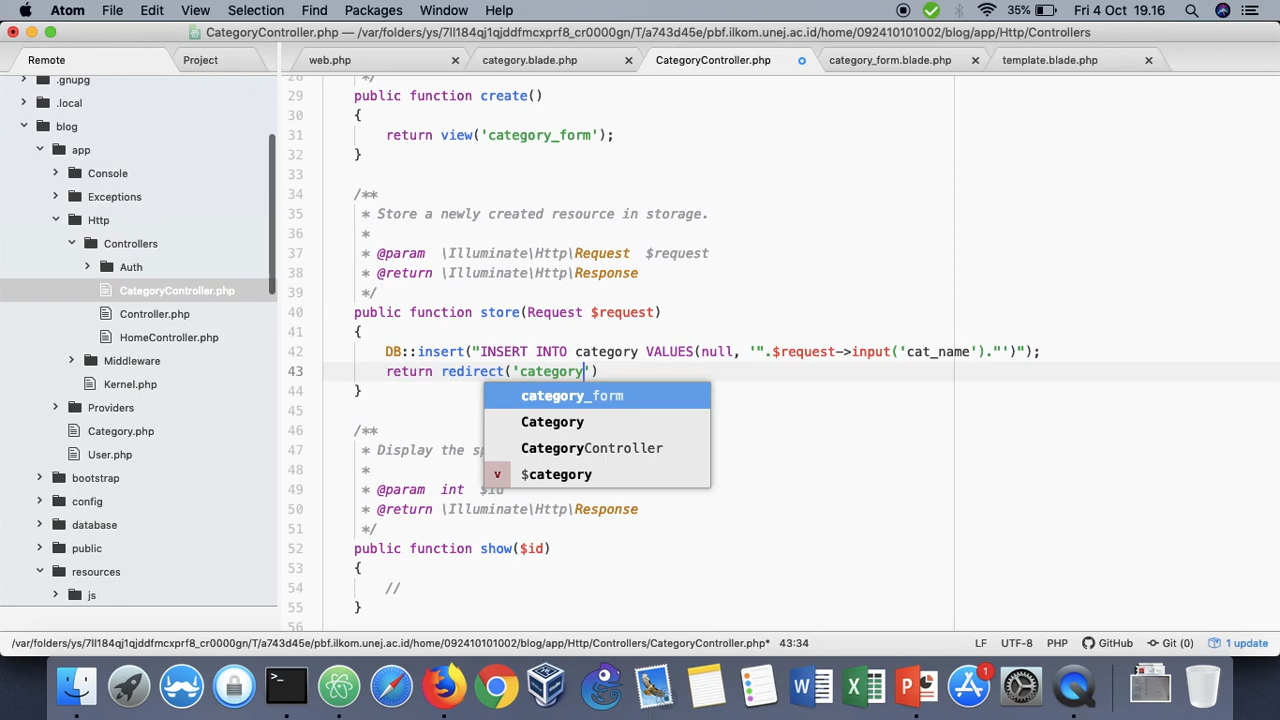 Atom File Edit View Selection Find Packages Window Help 35% Fri 4 Oct 19.16
CategoryController.php — /var/folders/ys/7ll184qj1qjddfmcxprf8_cr0000gn/T/a743d45e/pbf.ilkom.unej.ac.id/home/092410101002/blog/app/Http/Controllers
Remote Project web.php category.blade.php CategoryController.php category_form.blade.php template.blade.php
.gnupg
.local
blog
app
Console
Exceptions
Http
Controllers
Auth
CategoryController.php
Controller.php
HomeController.php
Middleware
Kernel.php
Providers
Category.php
User.php
bootstrap
config
database
public
resources
js
28 */
29 public function create()
30 {
31 return view('category_form');
32 }
33
34 /**
35 * Store a newly created resource in storage.
36 *
37 * @param \Illuminate\Http\Request $request
38 * @return \Illuminate\Http\Response
39 */
40 public function store(Request $request)
41 {
42 DB::insert("INSERT INTO category VALUES(null, '".$request->input('cat_name')."')");
43 return redirect('category')
44 }
45
46 /**
47 * Display the sp
48 *
49 * @param int $id
50 * @return \Illuminate\Http\Response
51 */
52 public function show($id)
53 {
54 //
55 }
56
category_form
Category
CategoryController
v $category
/var/folders/ys/7ll184qj1qjddfmcxprf8_cr0000gn/T/a743d45e/pbf.ilkom.unej.ac.id/home/092410101002/blog/app/Http/Controllers/CategoryController.php* 43:34 LF UTF-8 PHP GitHub Git (0) 1 update
>_ W X P 1